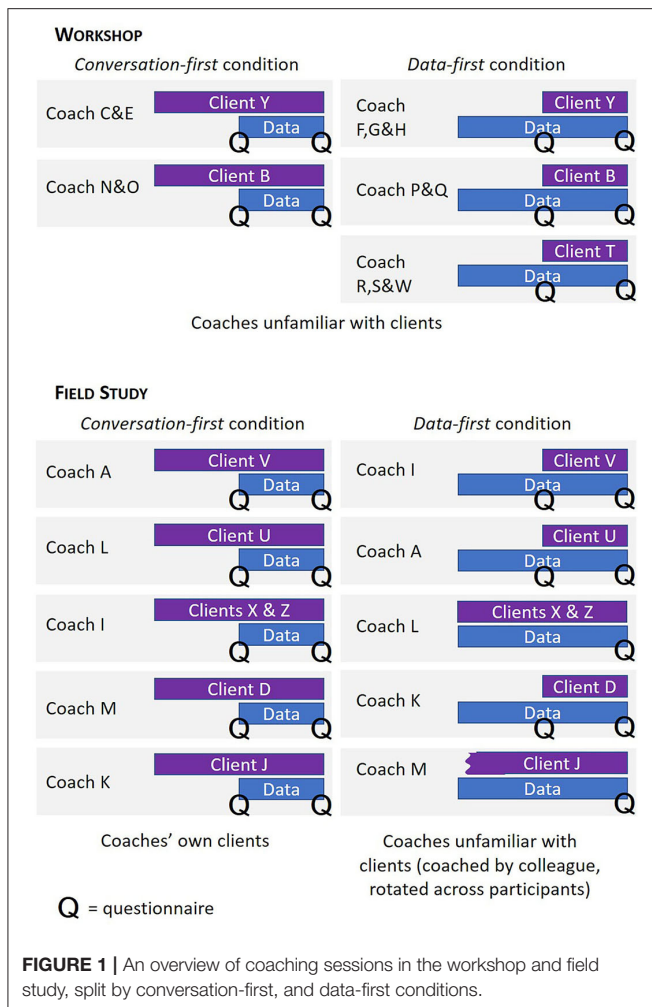 WORKSHOP
Conversation-first condition
Data-first condition
Coach C&E
Client Y
Data
Q Q
Coach
F,G&H
Client Y
Data
Q Q
Coach N&O
Client B
Data
Q Q
Coach P&Q
Client B
Data
Q Q
Coach
R,S&W
Client T
Data
Q Q
Coaches unfamiliar with clients
FIELD STUDY
Conversation-first condition
Data-first condition
Coach A
Client V
Data
Q Q
Coach I
Client V
Data
Q Q
Coach L
Client U
Data
Q Q
Coach A
Client U
Data
Q Q
Coach I
Clients X & Z
Data
Q Q
Coach L
Clients X & Z
Data
Q
Coach M
Client D
Data
Q Q
Coach K
Client D
Data
Q Q
Coach K
Client J
Data
Q Q
Coach M
Client J
Data
Q
Coaches' own clients
Coaches unfamiliar with
clients (coached by colleague,
rotated across participants)
Q = questionnaire
FIGURE 1 | An overview of coaching sessions in the workshop and field
study, split by conversation-first, and data-first conditions.